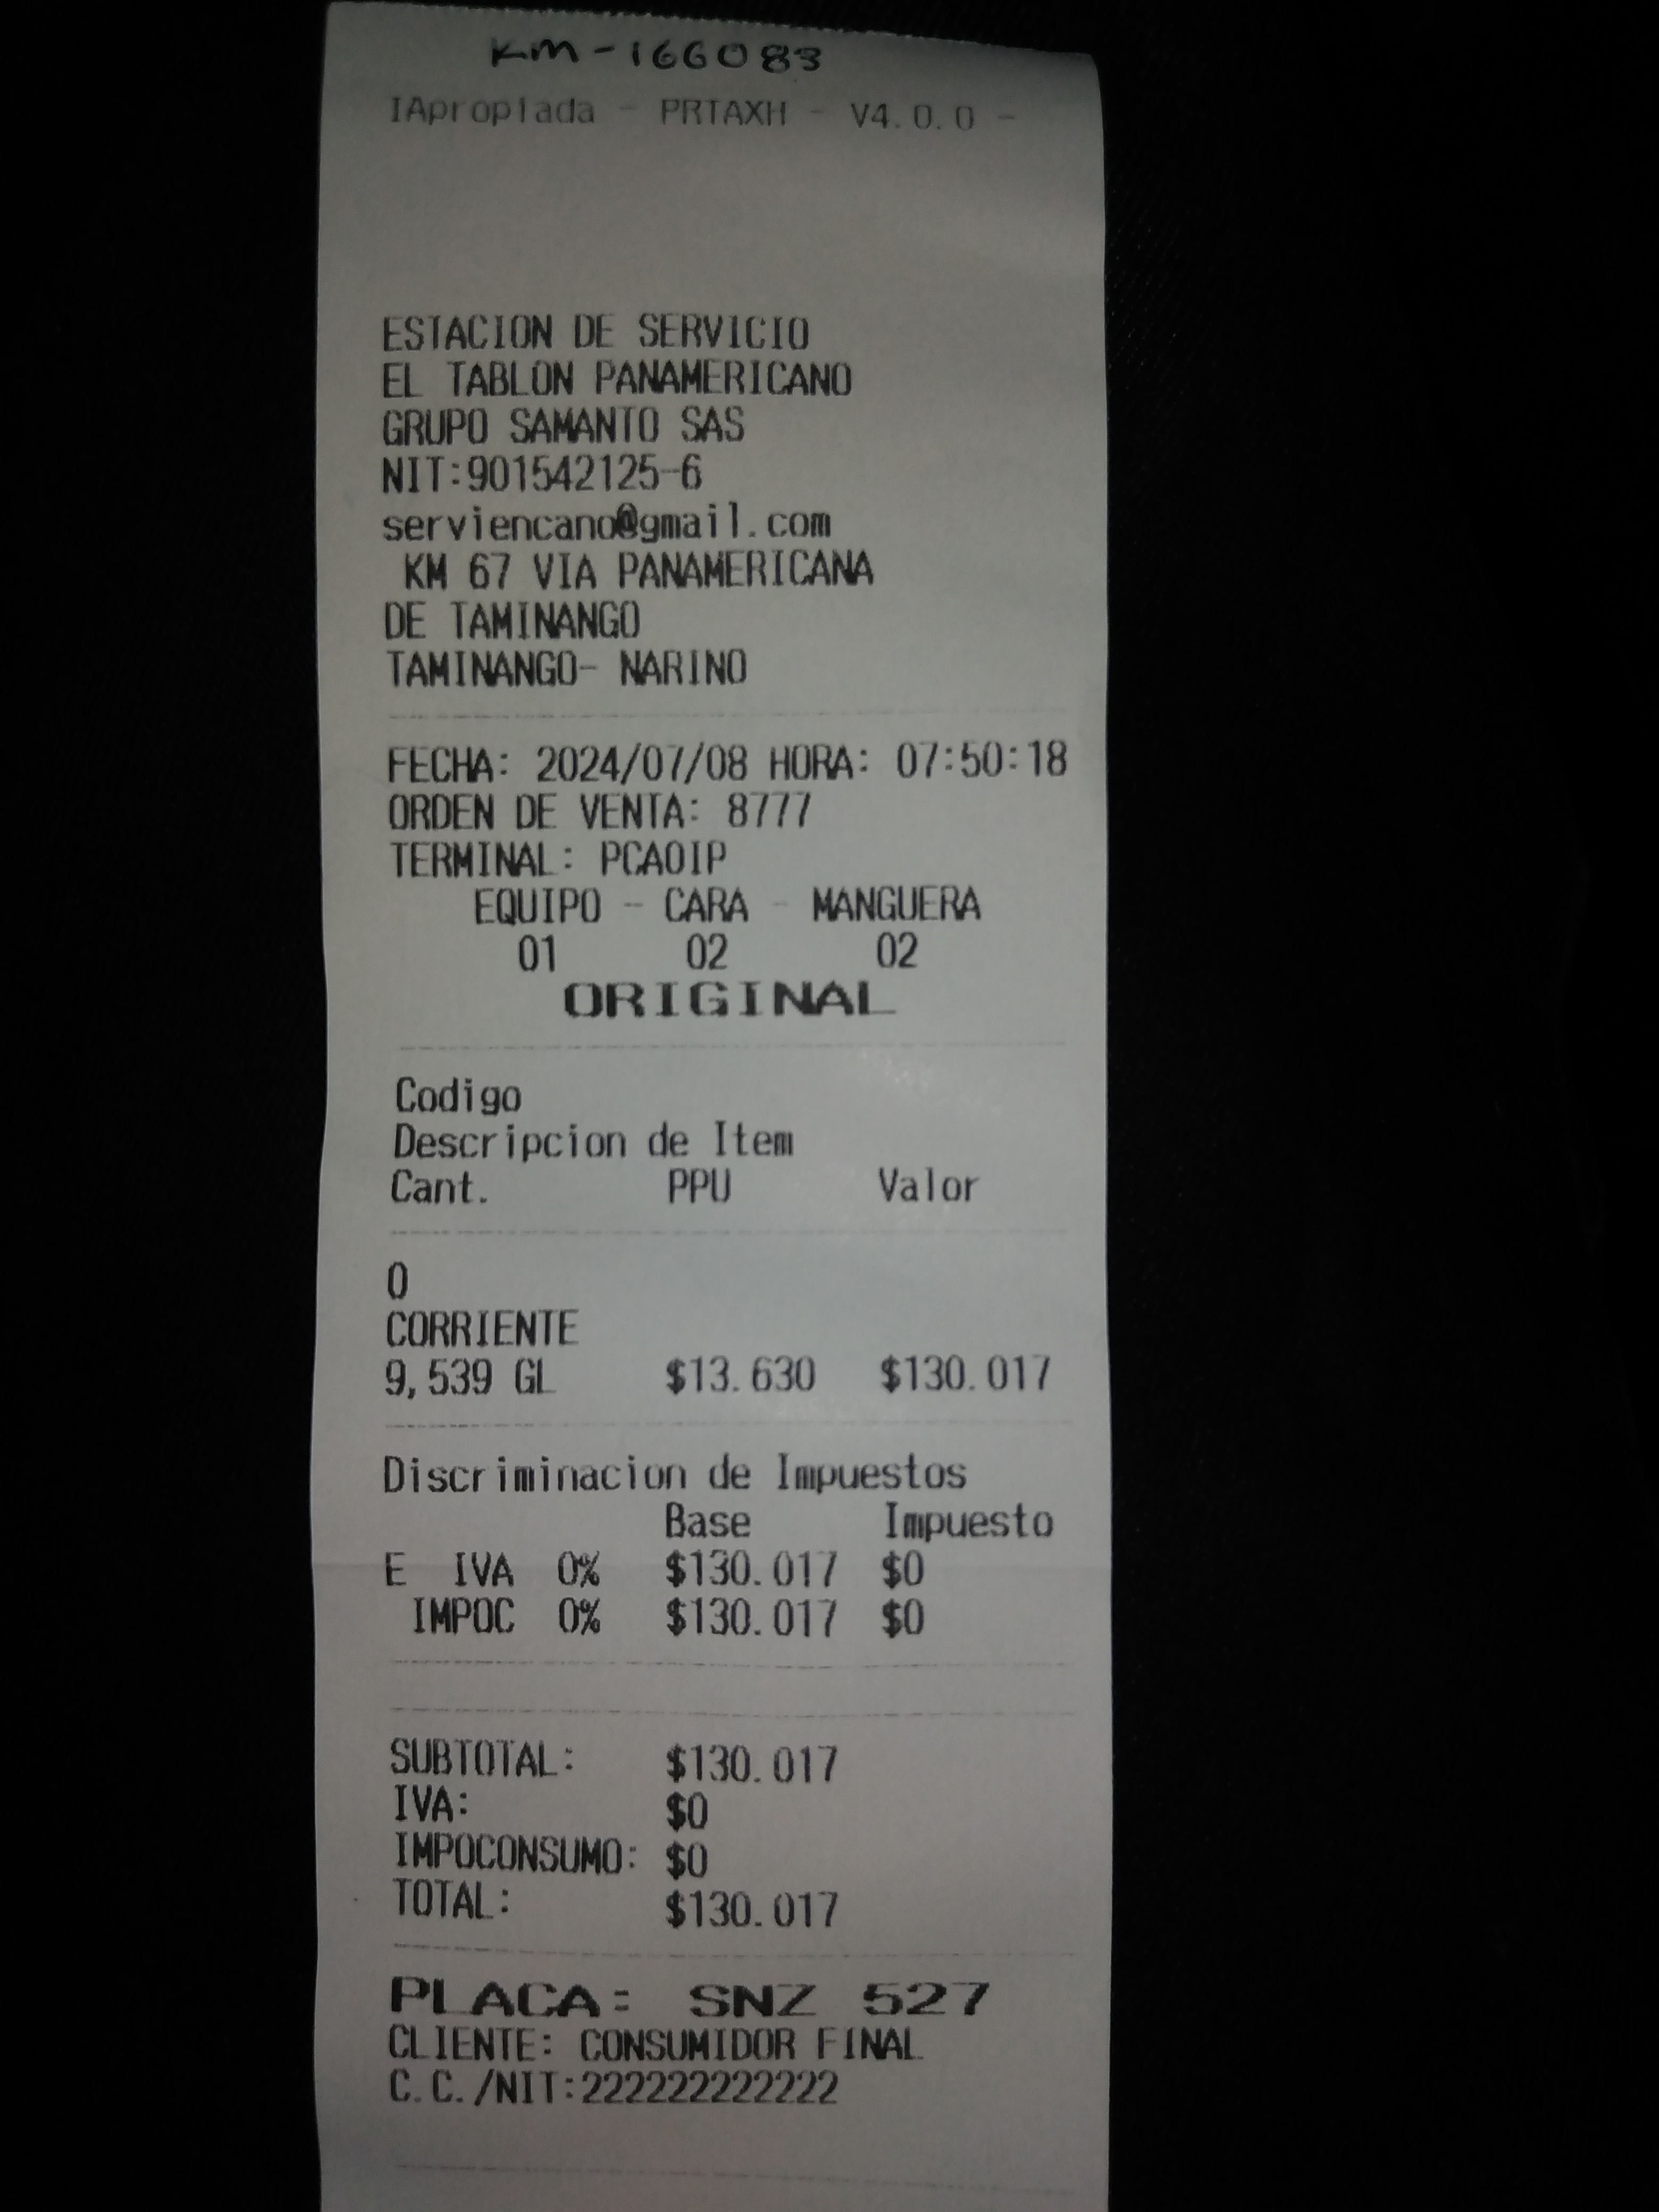 KM-166083
IApropiada - PRTAXH - V4.0.0 -
ESTACION DE SERVICIO
EL TABLON PANAMERICANO
GRUPO SAMANTO SAS
NIT:901542125-6
serviencano@gmail.com
KM 67 VIA PANAMERICANA
DE TAMINANGO
TAMINANGO- NARINO
FECHA: 2024/07/08 HORA: 07:50:18
ORDEN DE VENTA: 8777
TERMINAL: PCAOIP
EQUIPO - CARA - MANGUERA
01 02 02
ORIGINAL
Codigo
Descripcion de Item
Cant. PPU Valor
0
CORRIENTE
9,539 GL $13.630 $130.017
Discriminacion de Impuestos
Base Impuesto
E IVA 0% $130.017 $0
IMPOC 0% $130.017 $0
SUBTOTAL: $130.017
IVA: $0
IMPOCONSUMO: $0
TOTAL: $130.017
PLACA: SNZ 527
CLIENTE: CONSUMIDOR FINAL
C.C./NIT:222222222222